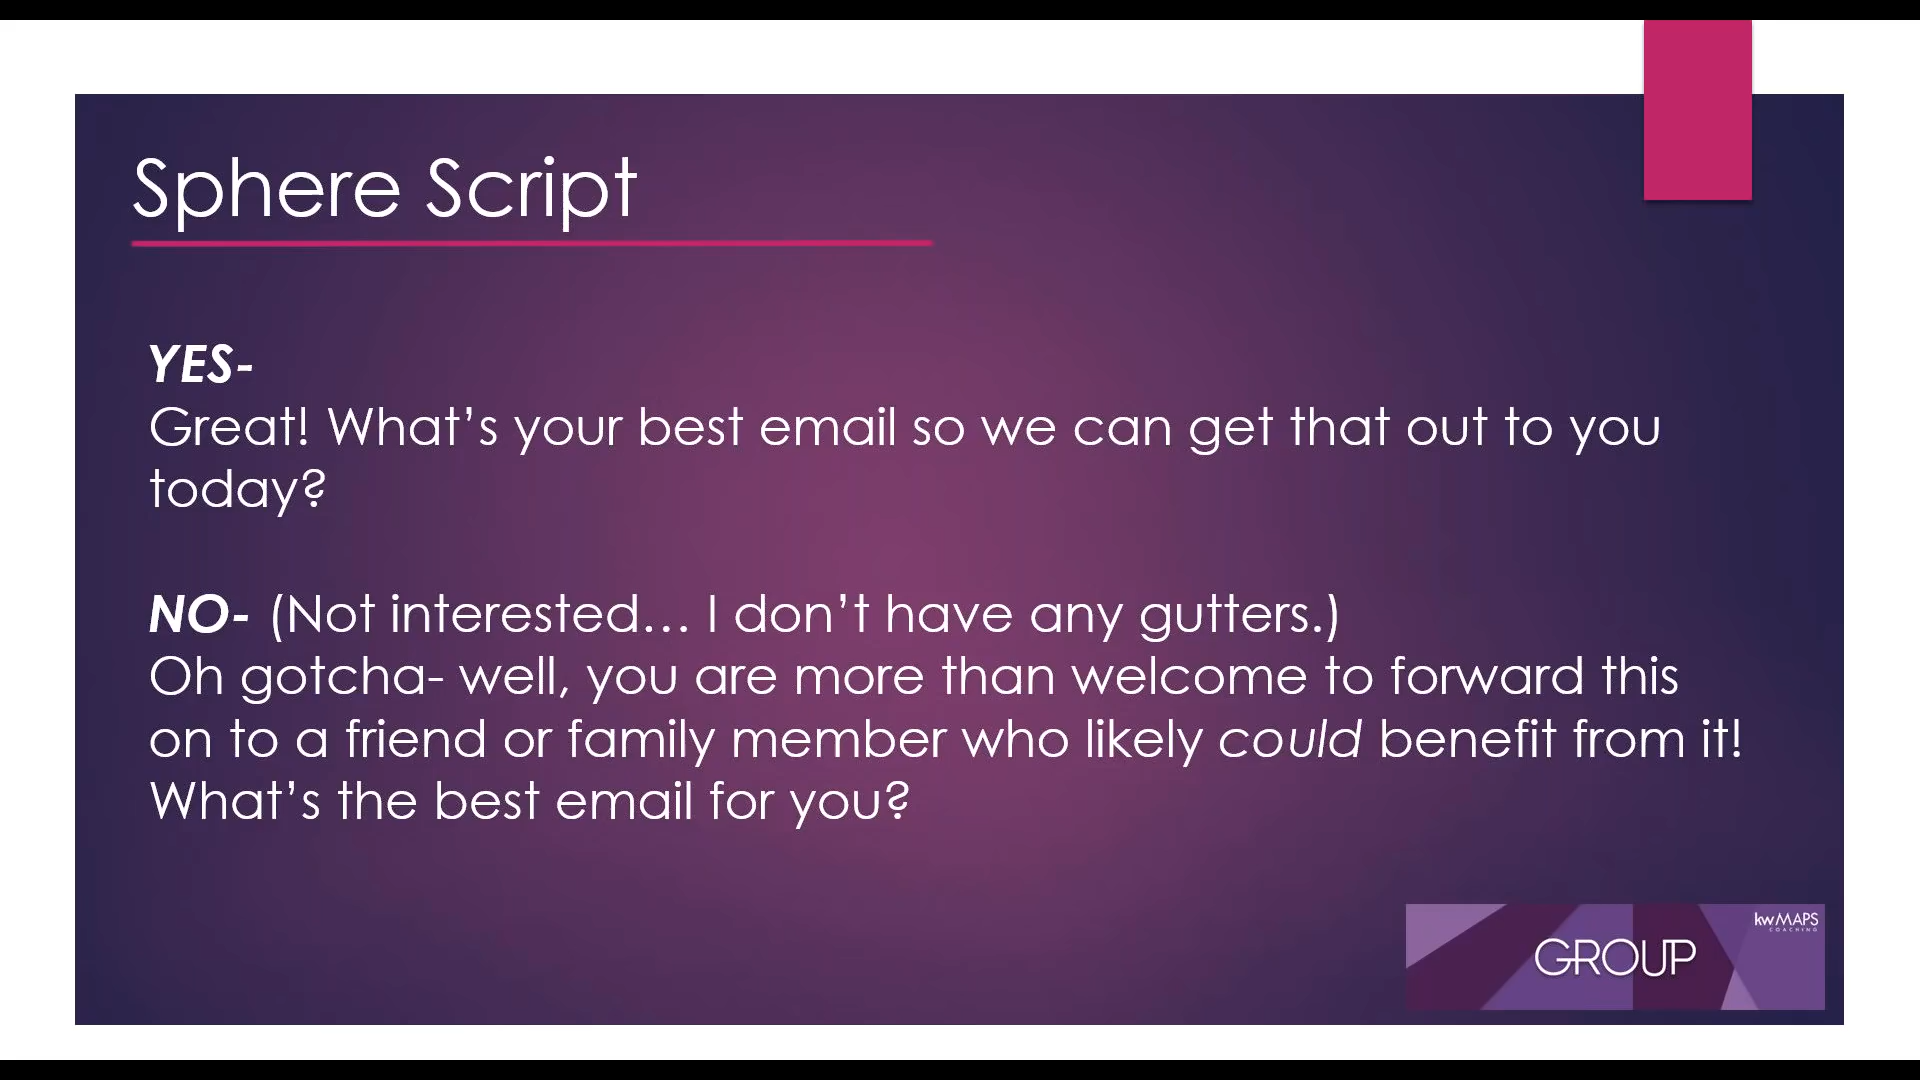 Sphere Script
YES-
Great! What’s your best email so we can get that out to you
today?
NO- (Not interested… I don’t have any gutters.)
Oh gotcha- well, you are more than welcome to forward this
on to a friend or family member who likely could benefit from it!
What’s the best email for you?
kwMAPS
COACHING
GROUP